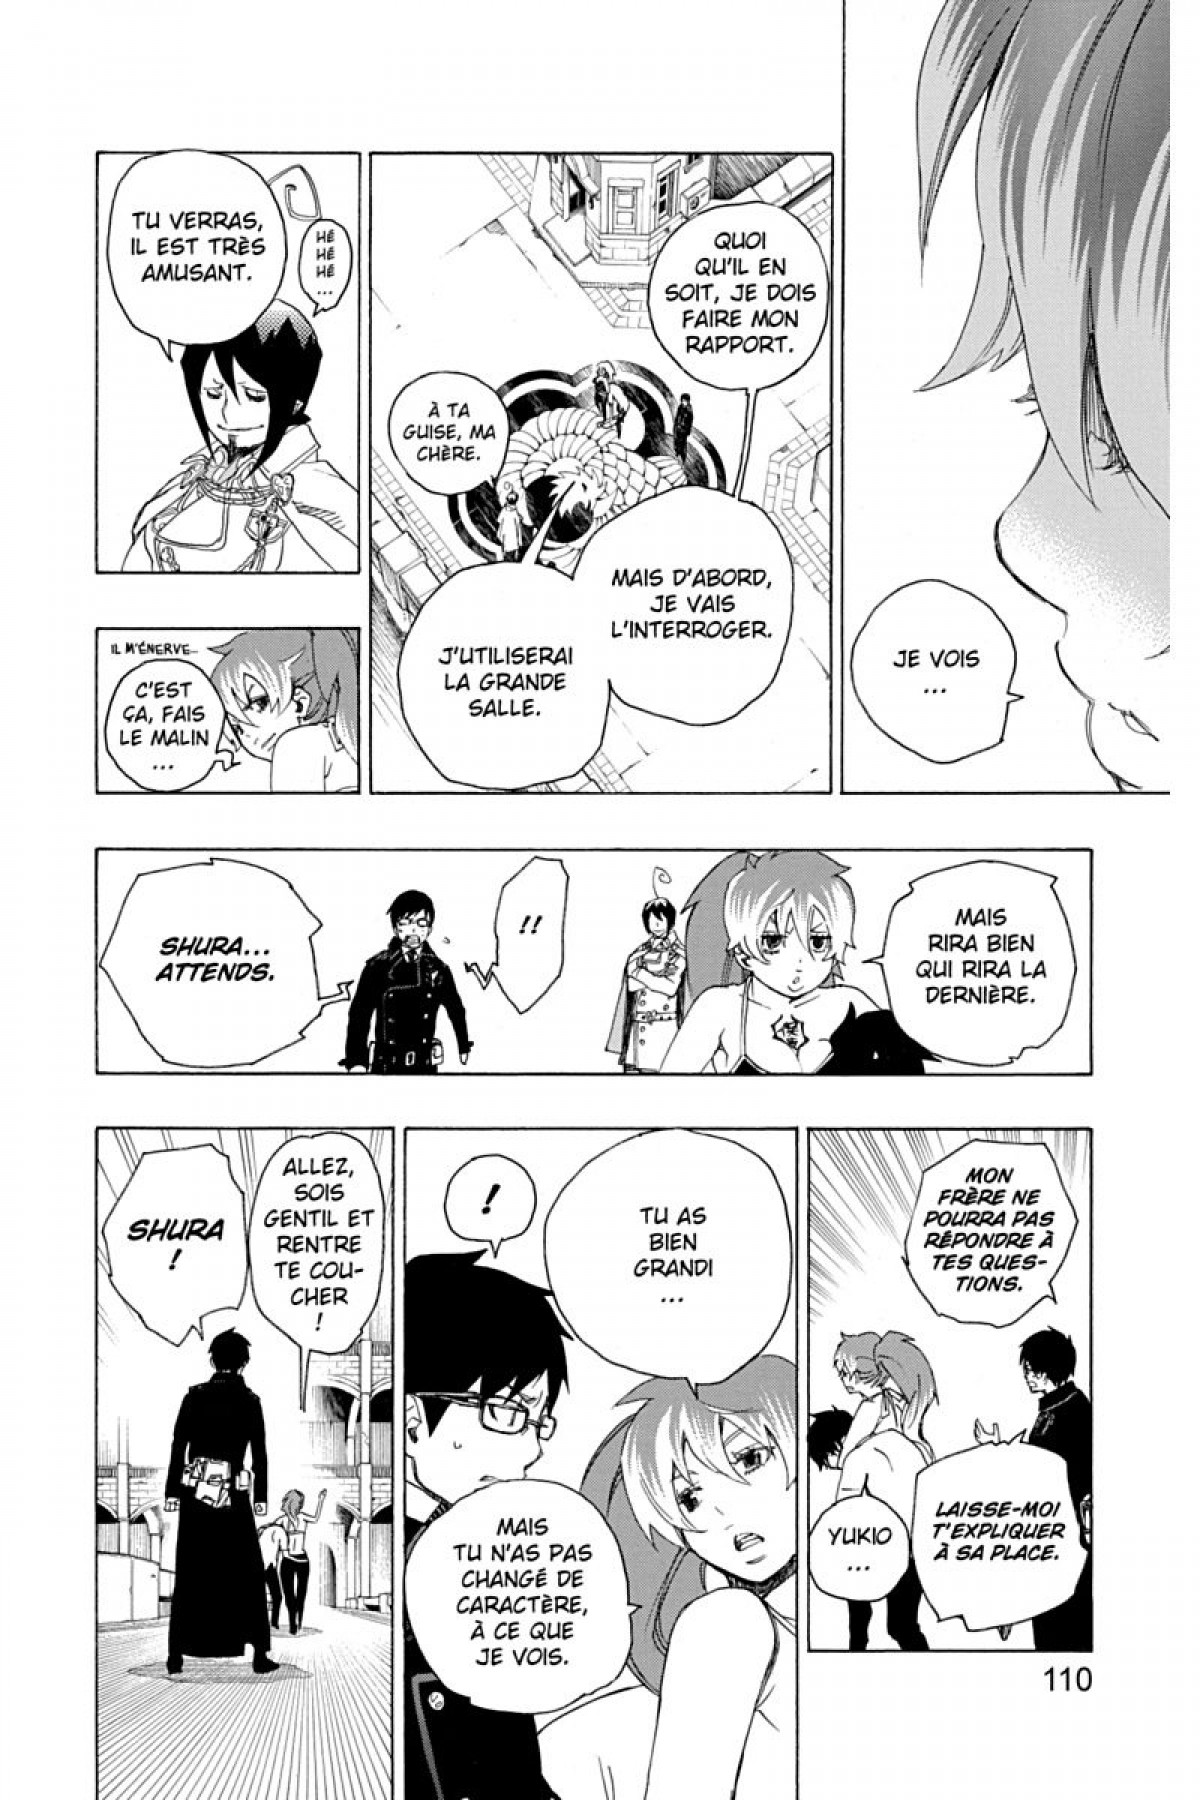 JE VOIS
...
QUOI
QU'IL EN
SOIT, JE DOIS
FAIRE MON
RAPPORT.
À TA
GUISE, MA
CHÈRE.
MAIS D'ABORD,
JE VAIS
L'INTERROGER.
J'UTILISERAI
LA GRANDE
SALLE.
HÉ
HÉ
HÉ
...
TU VERRAS,
IL EST TRÈS
AMUSANT.
IL M'ÉNERVE...
C'EST
ÇA, FAIS
LE MALIN
...
MAIS
RIRA BIEN
QUI RIRA LA
DERNIÈRE.
!!
SHURA...
ATTENDS.
MON
FRÈRE NE
POURRA PAS
RÉPONDRE À
TES QUES-
TIONS.
LAISSE-MOI
T'EXPLIQUER
À SA PLACE.
YUKIO
...
TU AS
BIEN
GRANDI
...
!
MAIS
TU N'AS PAS
CHANGÉ DE
CARACTÈRE,
À CE QUE
JE VOIS.
ALLEZ,
SOIS
GENTIL ET
RENTRE
TE COU-
CHER
!
SHURA
!
110